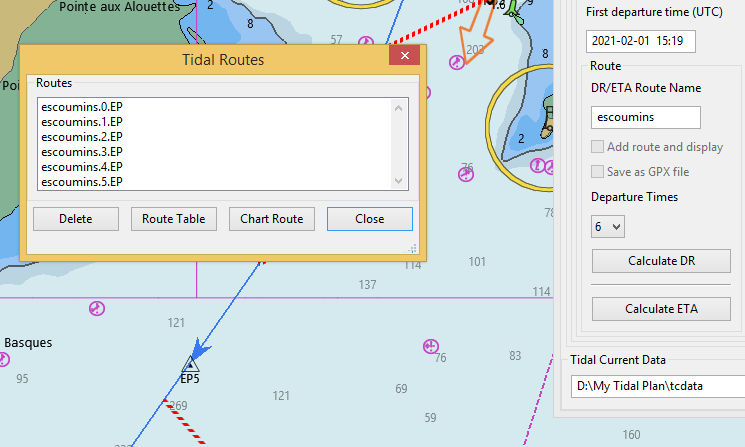 Pointe aux Alouettes
2
8
57
100
1.6
203
8
2
9
76
78
Poi
Tidal Routes
Routes
escoumins.0.EP
escoumins.1.EP
escoumins.2.EP
escoumins.3.EP
escoumins.4.EP
escoumins.5.EP
Delete
Route Table
Chart Route
Close
114
101
137
114
121
Basques
76
83
95
EP5
121
69
269
59
160
First departure time (UTC)
2021-02-01 15:19
Route
DR/ETA Route Name
escoumins
Add route and display
Save as GPX file
Departure Times
6
Calculate DR
Calculate ETA
Tidal Current Data
D:\My Tidal Plan\tcdata